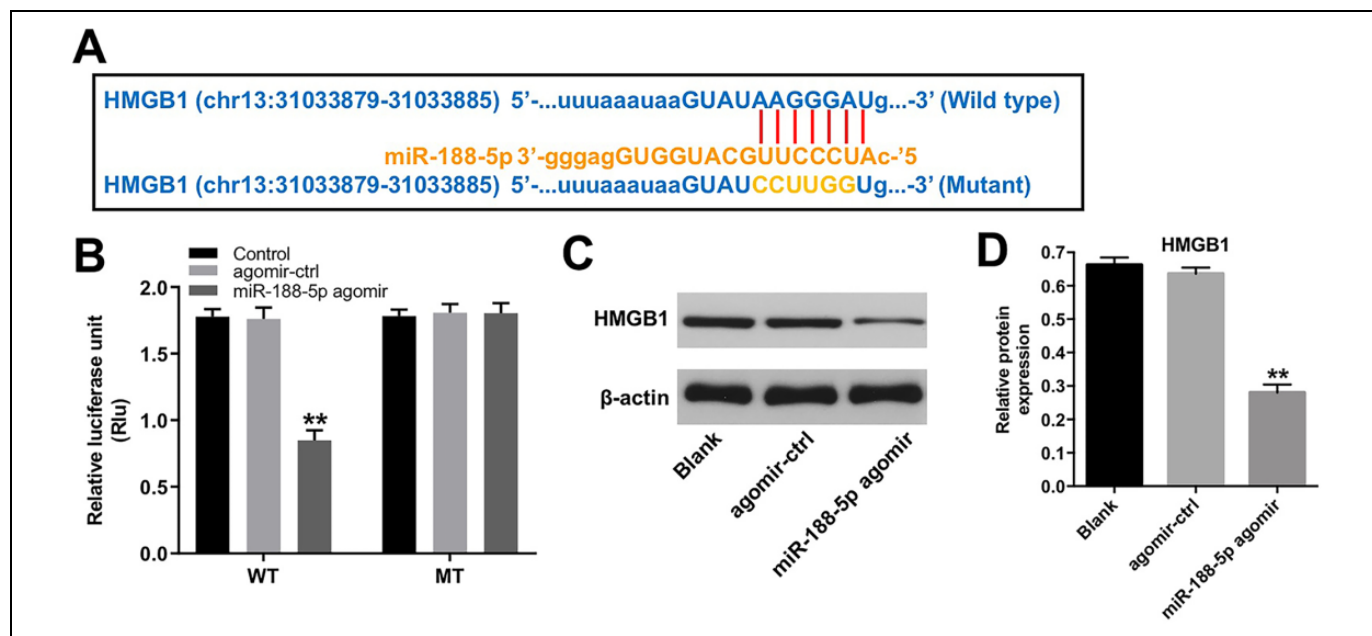 A
HMGB1 (chr13:31033879-31033885) 5'-...uuuaaauaaGUAUAAGGGAUg...-3' (Wild type)
miR-188-5p 3'-gggagGUGGUACGUUCCCUAc-'5
HMGB1 (chr13:31033879-31033885) 5'-...uuuaaauaaGUAUCCUUGGUg...-3' (Mutant)
B
Control
agomir-ctrl
miR-188-5p agomir
Relative luciferase unit
(Rlu)
2.0
1.5
1.0
0.5
0.0
**
WT
MT
C
HMGB1
β-actin
Blank
agomir-ctrl
miR-188-5p agomir
D
HMGB1
Relative protein
expression
0.7
0.6
0.5
0.4
0.3
0.2
0.1
0.0
**
Blank
agomir-ctrl
miR-188-5p agomir